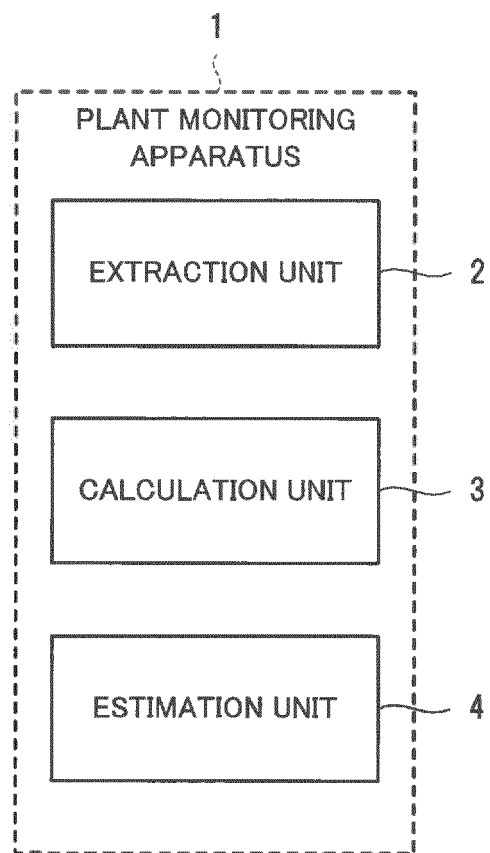 1
PLANT MONITORING
APPARATUS
EXTRACTION UNIT
2
CALCULATION UNIT
3
ESTIMATION UNIT
4